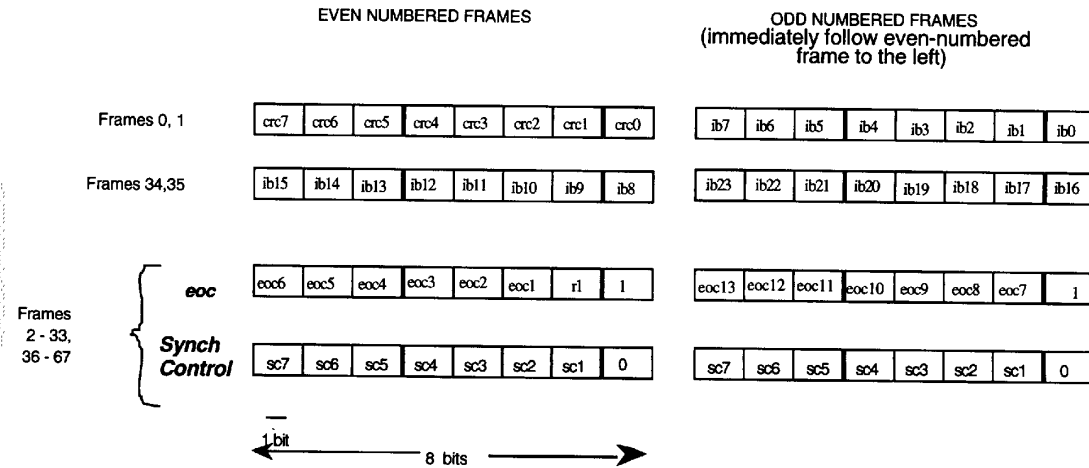 EVEN NUMBERED FRAMES
ODD NUMBERED FRAMES
(immediately follow even-numbered
frame to the left)
Frames 0, 1
crc7 crc6 crc5 crc4 crc3 crc2 crc1 crc0
ib7 ib6 ib5 ib4 ib3 ib2 ib1 ib0
Frames 34,35
ib15 ib14 ib13 ib12 ib11 ib10 ib9 ib8
ib23 ib22 ib21 ib20 ib19 ib18 ib17 ib16
Frames
2 - 33,
36 - 67
eoc
eoc6 eoc5 eoc4 eoc3 eoc2 eoc1 r1 1
eoc13 eoc12 eoc11 eoc10 eoc9 eoc8 eoc7 1
Synch
Control
sc7 sc6 sc5 sc4 sc3 sc2 sc1 0
sc7 sc6 sc5 sc4 sc3 sc2 sc1 0
1 bit
8 bits